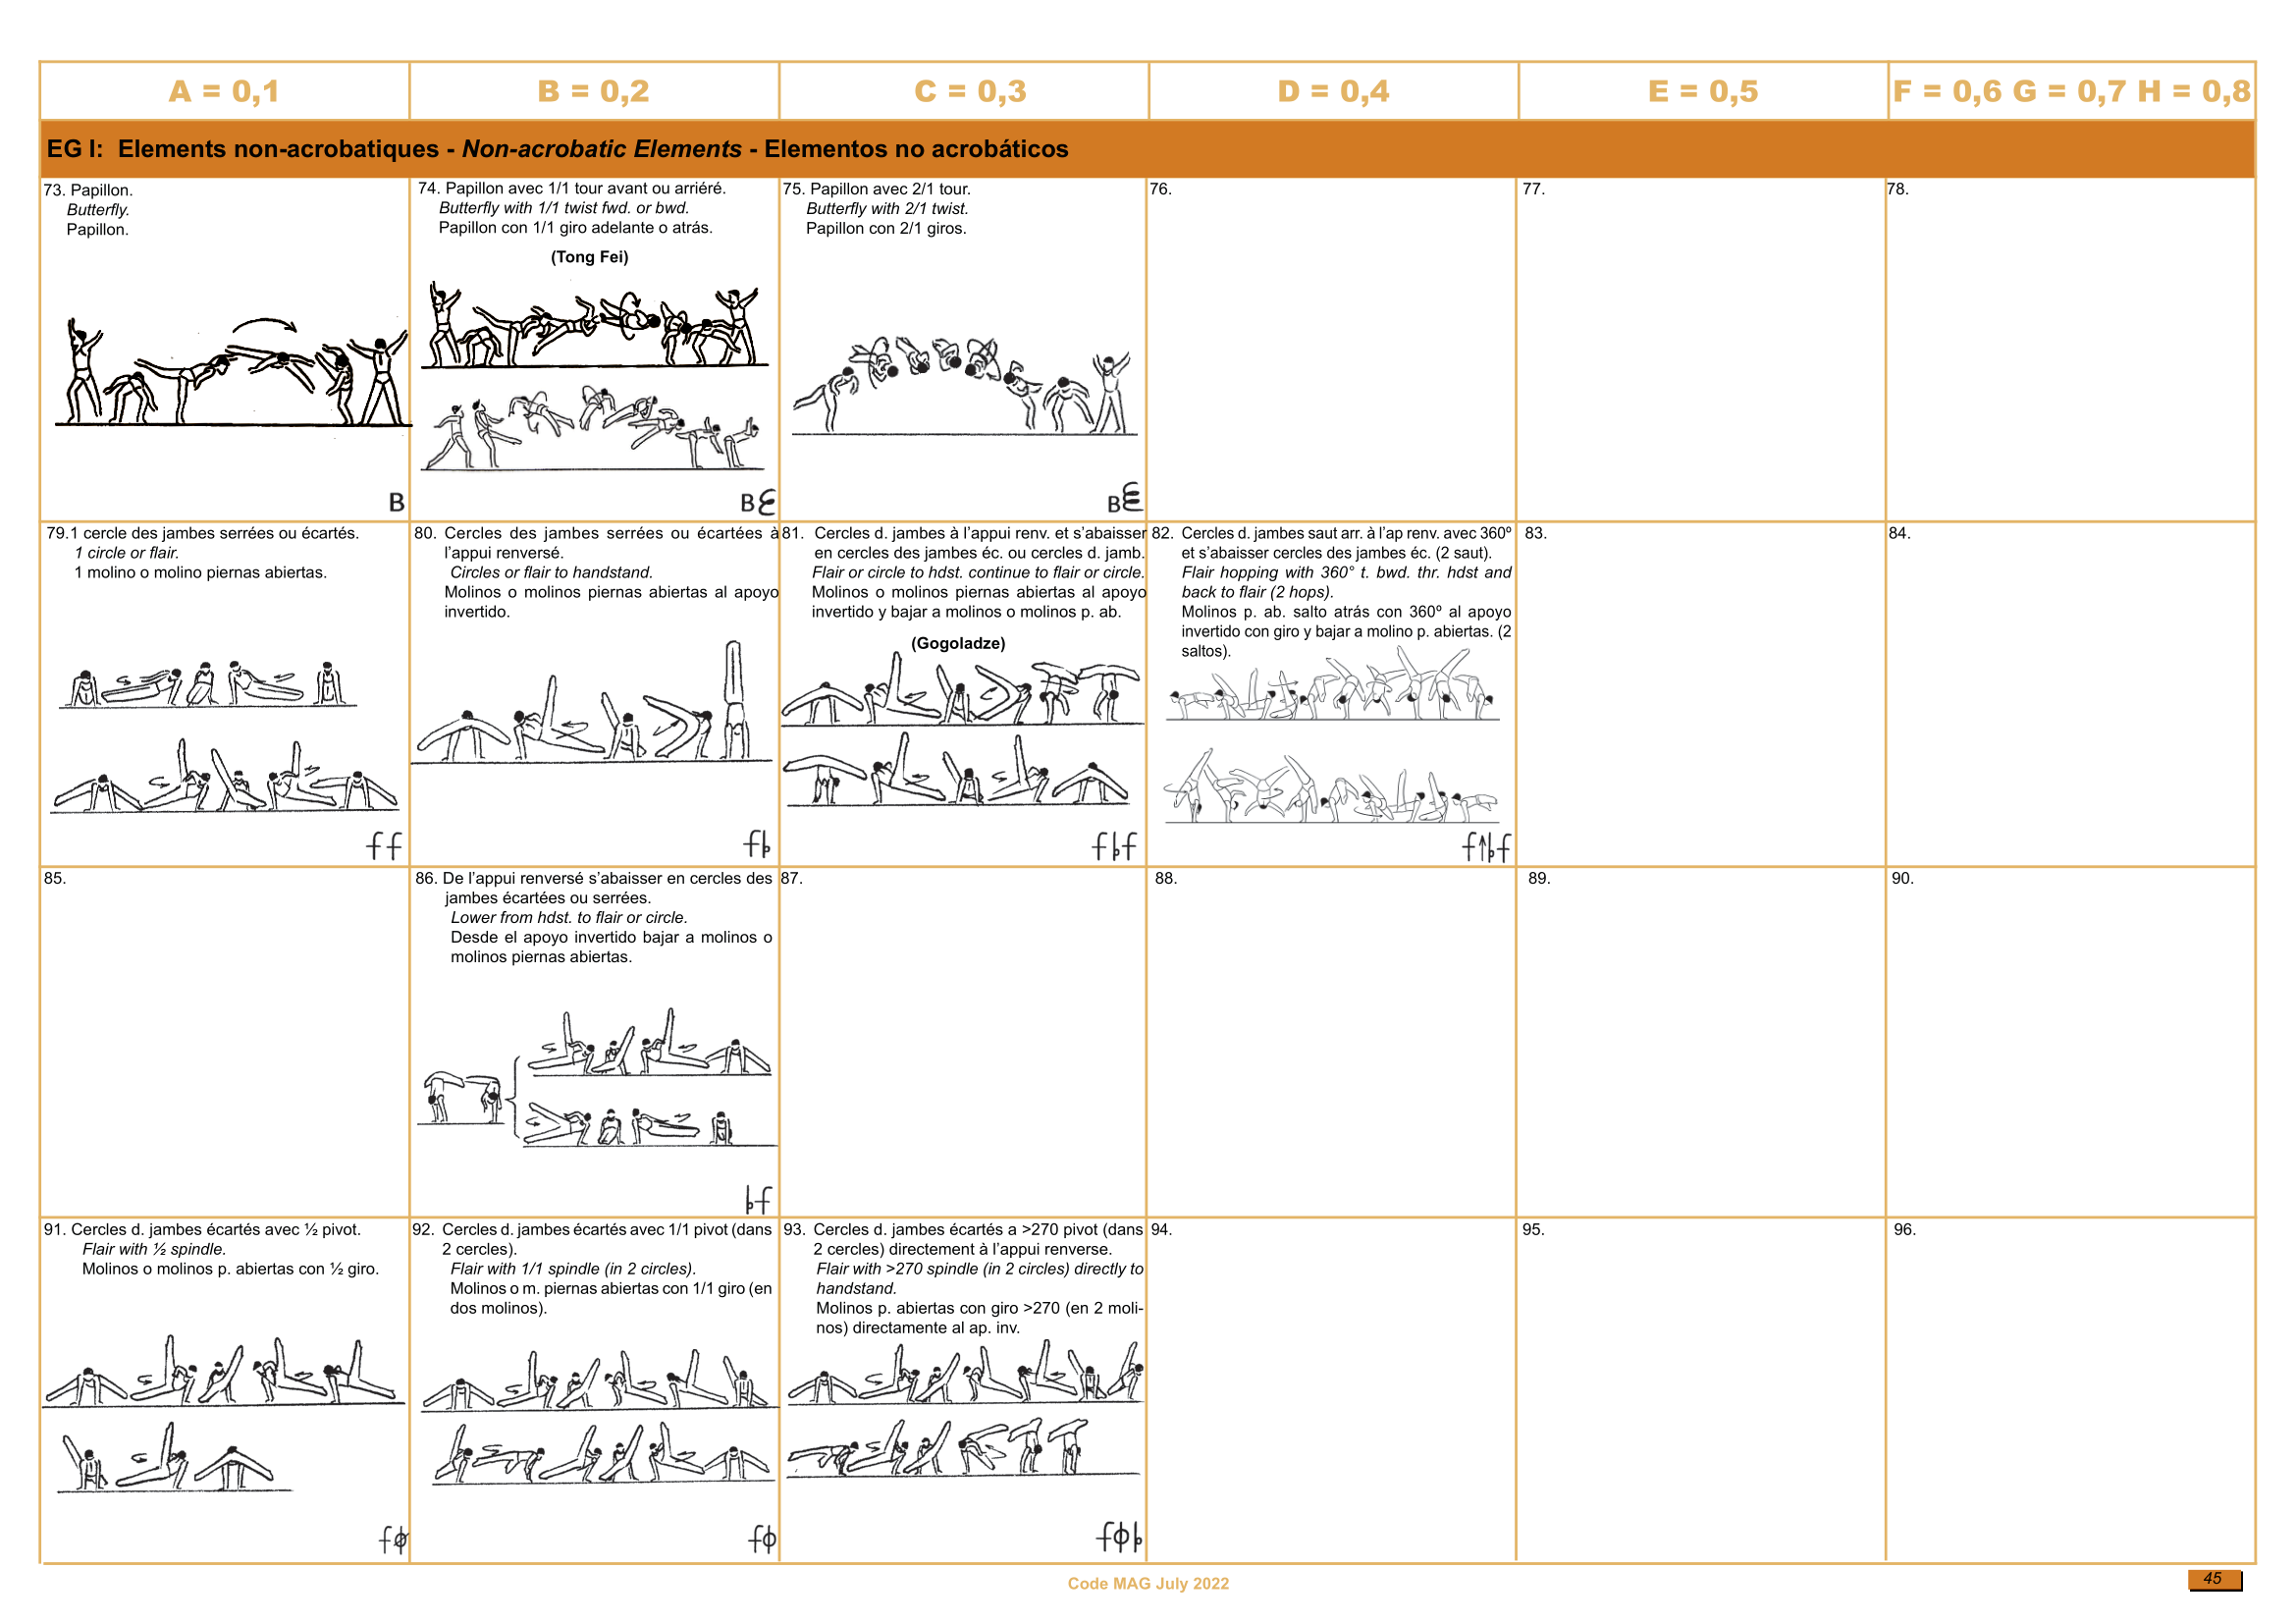 A = 0,1
B = 0,2
C = 0,3
D = 0,4
E = 0,5
F = 0,6 G = 0,7 H = 0,8
EG I: Elements non-acrobatiques - Non-acrobatic Elements - Elementos no acrobáticos
73. Papillon.
Butterfly.
Papillon.
B
74. Papillon avec 1/1 tour avant ou arriéré.
Butterfly with 1/1 twist fwd. or bwd.
Papillon con 1/1 giro adelante o atrás.
(Tong Fei)
75. Papillon avec 2/1 tour.
Butterfly with 2/1 twist.
Papillon con 2/1 giros.
76.
77.
78.
79.1 cercle des jambes serrées ou écartés.
1 circle or flair.
1 molino o molino piernas abiertas.
80. Cercles des jambes serrées ou écartées à
l'appui renversé.
Circles or flair to handstand.
Molinos o molinos piernas abiertas al apoyo
invertido.
81. Cercles d. jambes à l'appui renv. et s'abaisser
en cercles des jambes éc. ou cercles d. jamb.
Flair or circle to hdst. continue to flair or circle.
Molinos o molinos piernas abiertas al apoyo
invertido y bajar a molinos o molinos p. ab.
(Gogoladze)
82. Cercles d. jambes saut arr. à l'ap renv. avec 360º
et s'abaisser cercles des jambes éc. (2 saut).
Flair hopping with 360° t. bwd. thr. hdst and
back to flair (2 hops).
Molinos p. ab. salto atrás con 360º al apoyo
invertido con giro y bajar a molino p. abiertas. (2
saltos).
83.
84.
85.
86. De l'appui renversé s'abaisser en cercles des
jambes écartées ou serrées.
Lower from hdst. to flair or circle.
Desde el apoyo invertido bajar a molinos o
molinos piernas abiertas.
87.
88.
89.
90.
91. Cercles d. jambes écartés avec ½ pivot.
Flair with ½ spindle.
Molinos o molinos p. abiertas con ½ giro.
92. Cercles d. jambes écartés avec 1/1 pivot (dans
2 cercles).
Flair with 1/1 spindle (in 2 circles).
Molinos o m. piernas abiertas con 1/1 giro (en
dos molinos).
93. Cercles d. jambes écartés a >270 pivot (dans
2 cercles) directement à l'appui renverse.
Flair with >270 spindle (in 2 circles) directly to
handstand.
Molinos p. abiertas con giro >270 (en 2 moli-
nos) directamente al ap. inv.
94.
95.
96.
Code MAG July 2022
45